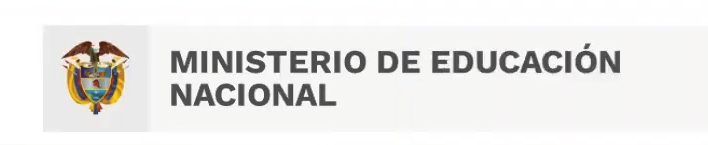 MINISTERIO DE EDUCACIÓN
NACIONAL